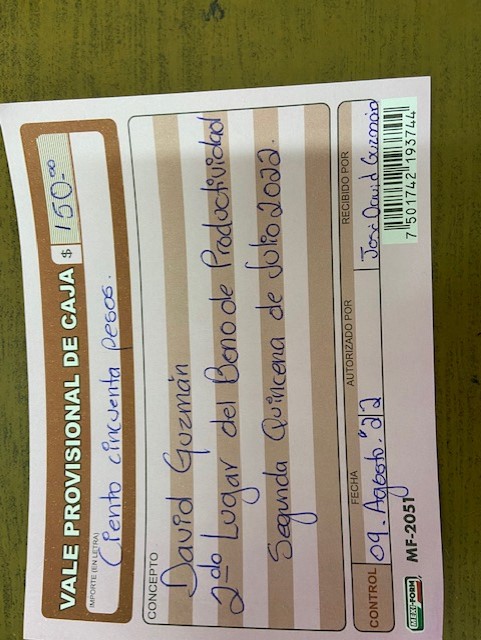 VALE PROVISIONAL DE CAJA $ 150.00
IMPORTE (EN LETRA)
Ciento cincuenta pesos.
CONCEPTO
David Guzmán
2do Lugar del Bono de Productividad
Segunda Quincena de Julio 2022.
CONTROL FECHA AUTORIZADO POR RECIBIDO POR
09. Agosto. '22 José David Guzmán
MEXIFORM MF-2051 7 501742 193744